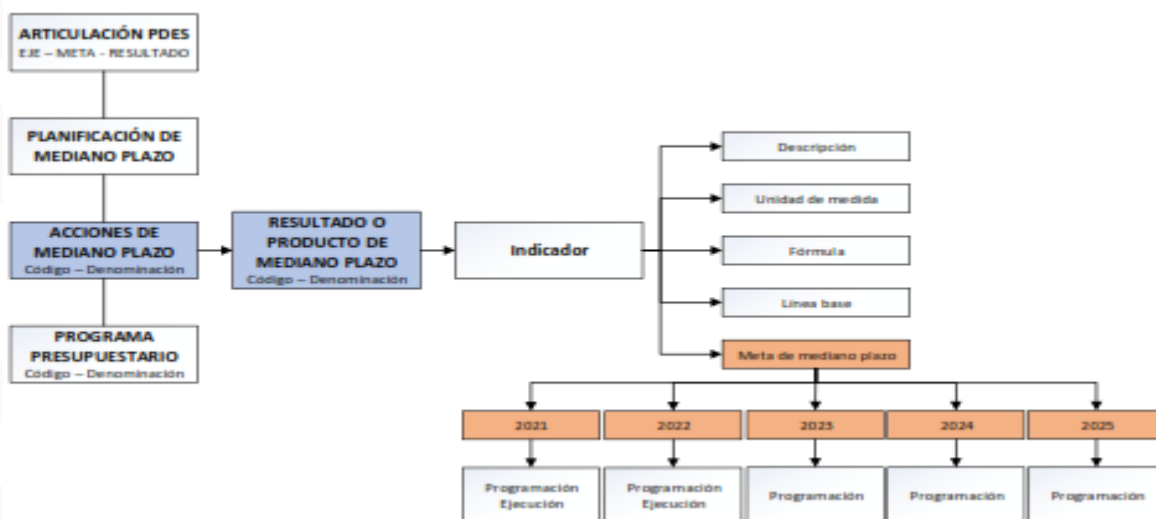 ARTICULACIÓN PDES
EJE – META - RESULTADO
PLANIFICACIÓN DE
MEDIANO PLAZO
ACCIONES DE
MEDIANO PLAZO
Código – Denominación
PROGRAMA
PRESUPUESTARIO
Código – Denominación
RESULTADO O
PRODUCTO DE
MEDIANO PLAZO
Código – Denominación
Indicador
Descripción
Unidad de medida
Fórmula
Línea base
Meta de mediano plazo
2021
2022
2023
2024
2025
Programación
Ejecución
Programación
Ejecución
Programación
Programación
Programación